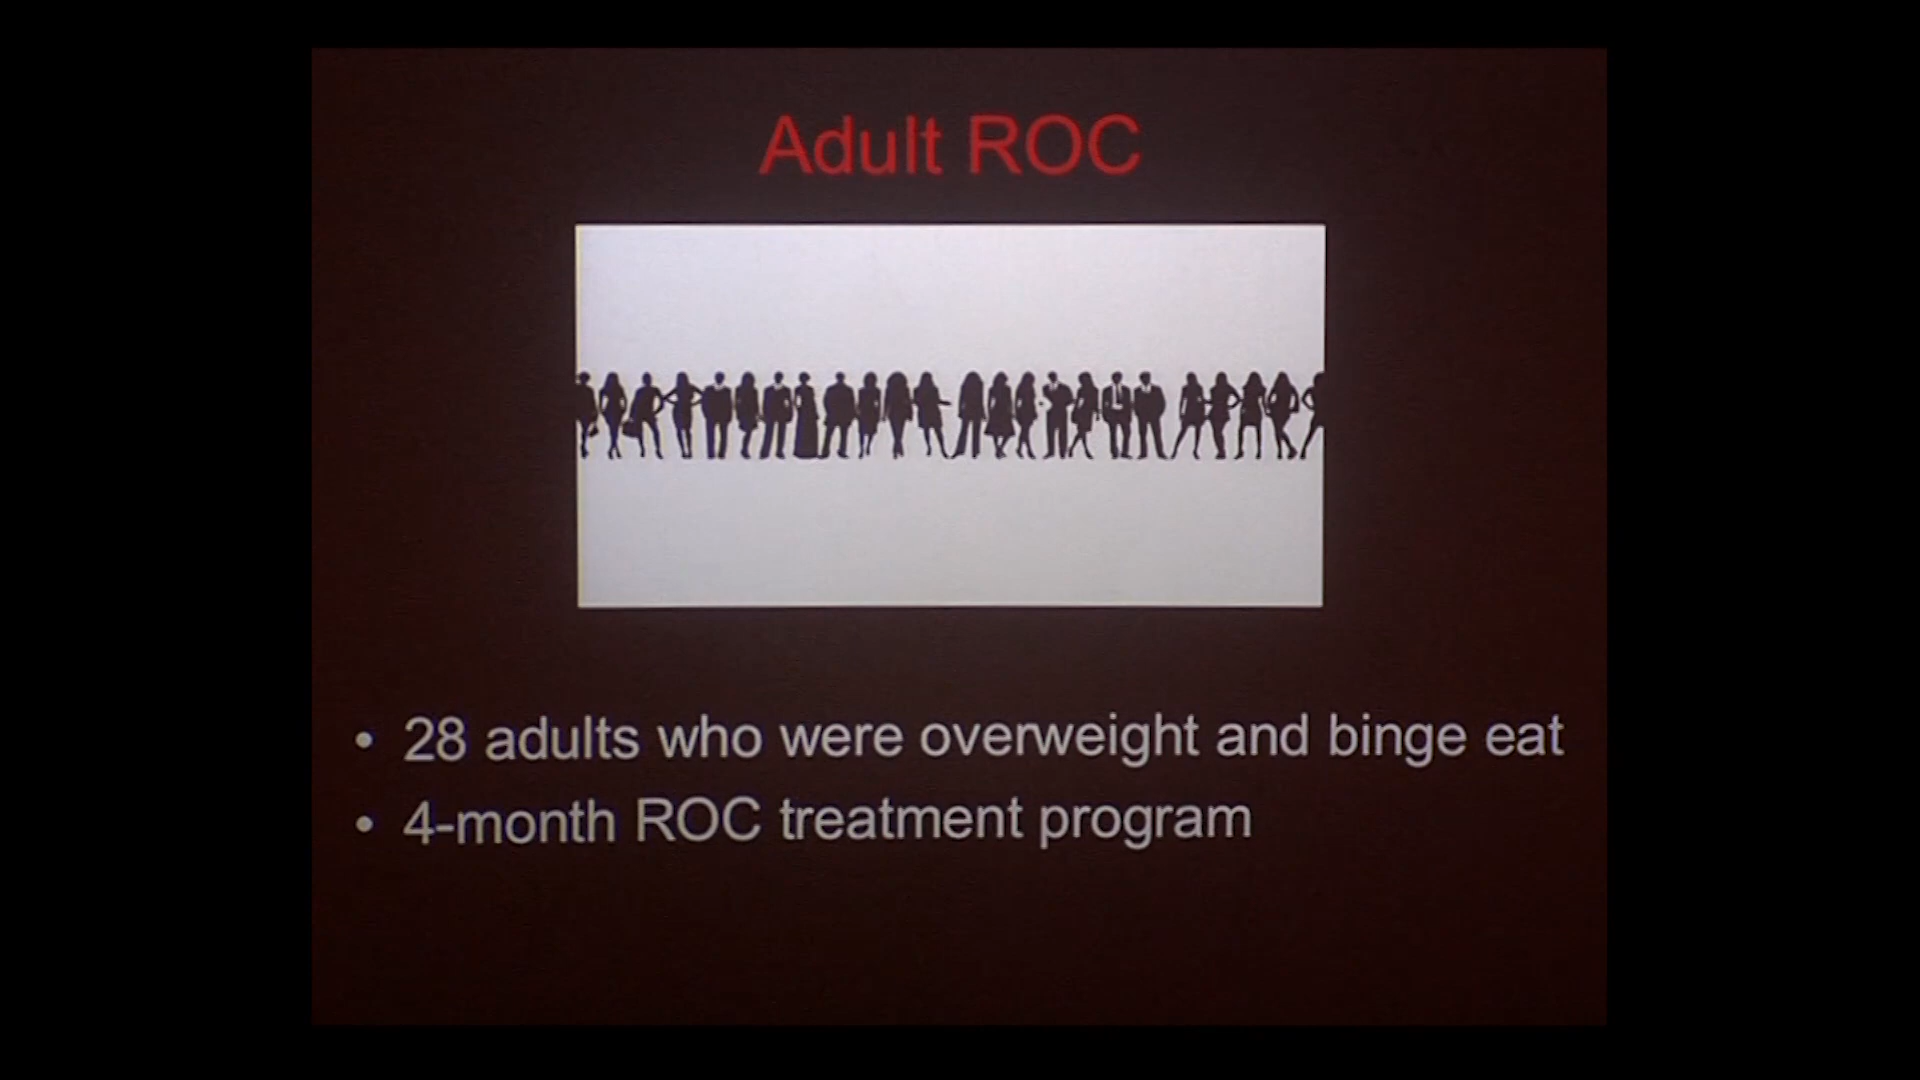 Adult ROC
• 28 adults who were overweight and binge eat
• 4-month ROC treatment program